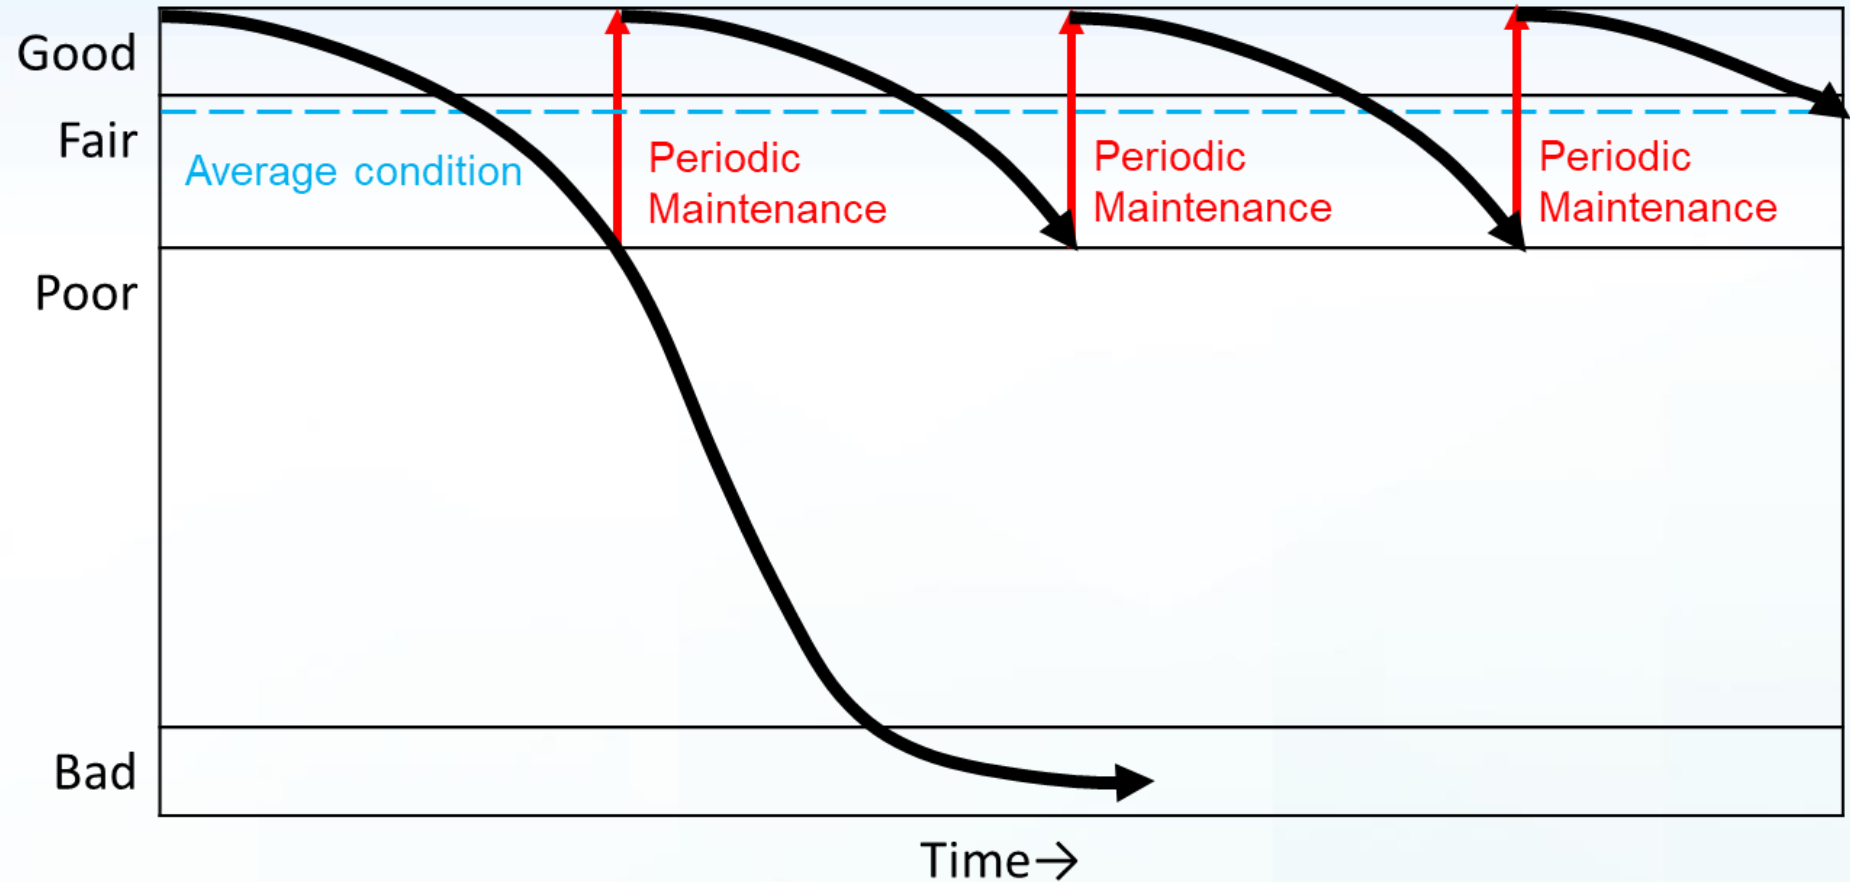 Good
Fair
Average condition
Periodic
Maintenance
Periodic
Maintenance
Periodic
Maintenance
Poor
Bad
Time→